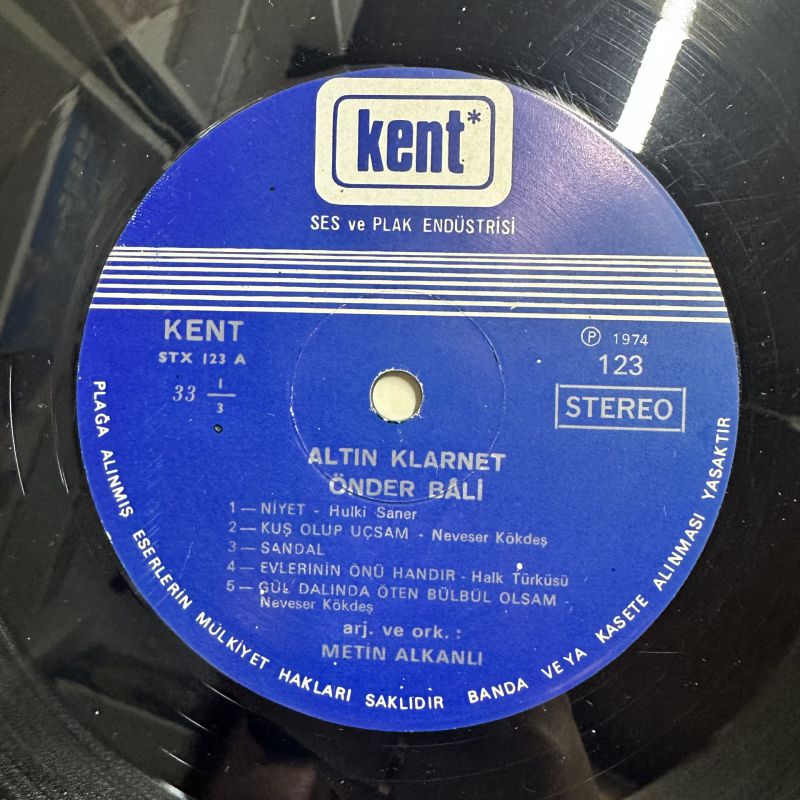 kent*
SES ve PLAK ENDÜSTRİSİ
KENT
STX 123 A
33 1/3
Ⓟ 1974
123
STEREO
ALTIN KLARNET
ÖNDER BÂLİ
1 — NİYET - Hulki Saner
2 — KUŞ OLUP UÇSAM - Neveser Kökdeş
3 — SANDAL
4 — EVLERİNİN ÖNÜ HANDIR - Halk Türküsü
5 — GÜL DALINDA ÖTEN BÜLBÜL OLSAM
Neveser Kökdeş
arj. ve ork. :
METİN ALKANLI
PLAĞA ALINMIŞ ESERLERİN MÜLKİYET HAKLARI SAKLIDIR BANDA VEYA KASETE ALINMASI YASAKTIR